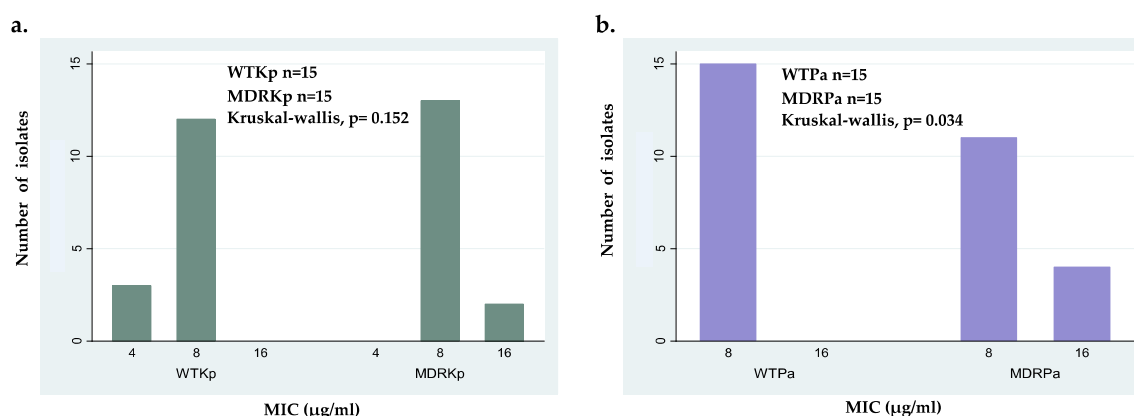 a.
WTKp n=15
MDRKp n=15
Kruskal-wallis, p= 0.152
Number of isolates
15
10
5
0
4 8 16 4 8 16
WTKp MDRKp
MIC (µg/ml)
b.
WTPa n=15
MDRPa n=15
Kruskal-wallis, p= 0.034
Number of isolates
15
10
5
0
8 16 8 16
WTPa MDRPa
MIC (µg/ml)